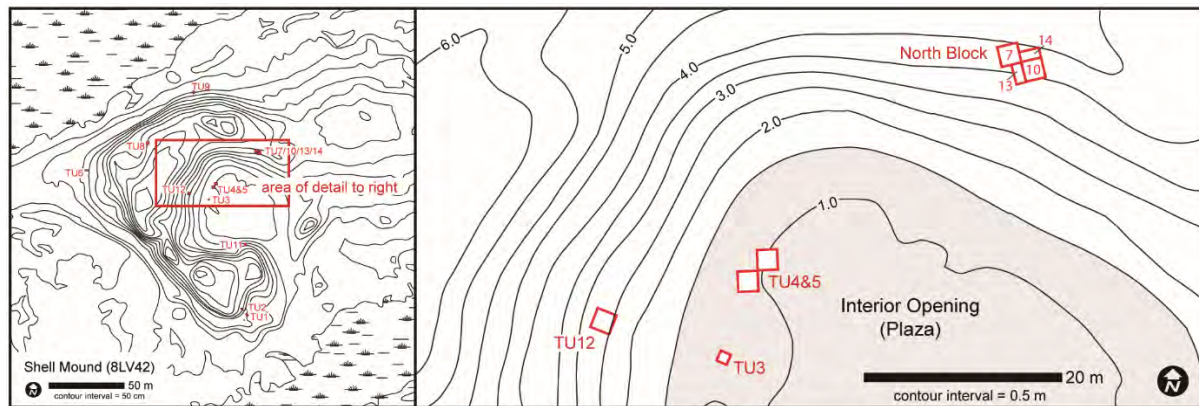 TU9
TU8
TU6
TU7/10/13/14
TU12
TU4&5
area of detail to right
TU3
TU11
TU2
TU1
Shell Mound (8LV42)
N
50 m
contour interval = 50 cm
6.0
5.0
4.0
3.0
2.0
1.0
North Block
7
14
10
13
TU4&5
TU12
TU3
Interior Opening
(Plaza)
20 m
contour interval = 0.5 m
N